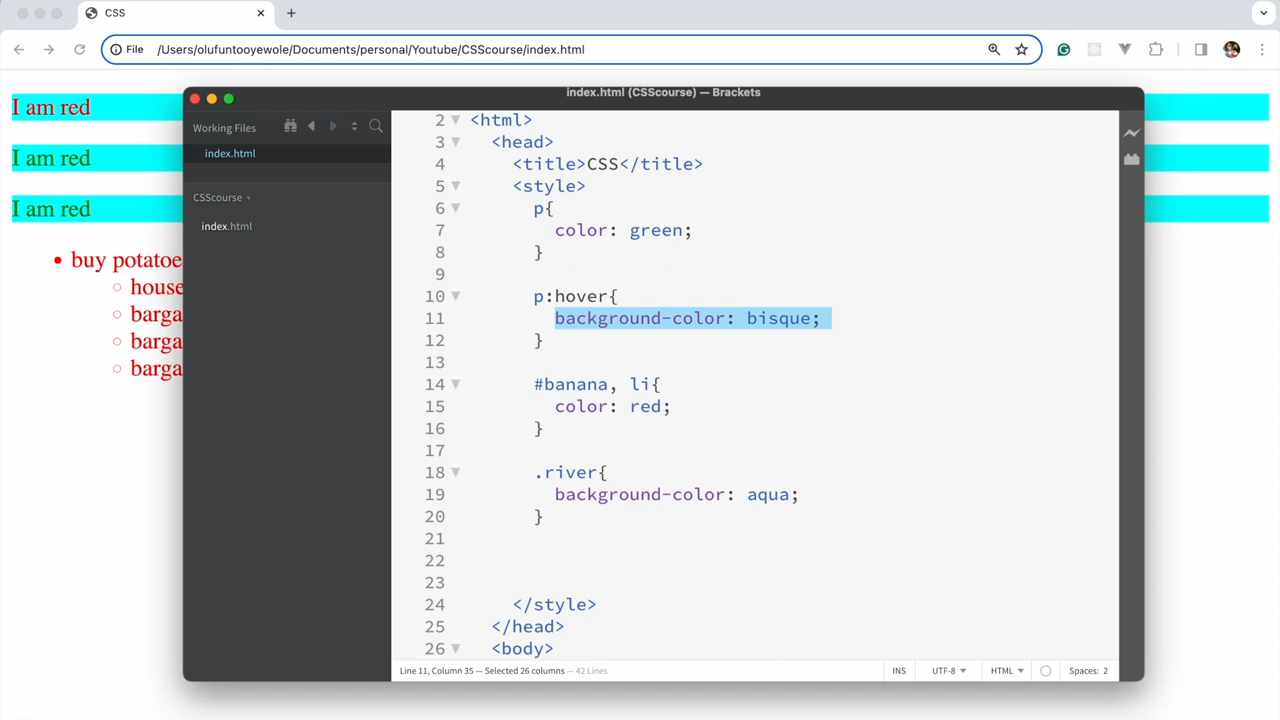 CSS
File /Users/olufuntooyewole/Documents/personal/Youtube/CSScourse/index.html
index.html (CSScourse) — Brackets
I am red
I am red
I am red
buy potatoe
house
barga
barga
barga
Working Files
index.html
CSScourse
index.html
2 <html>
3 <head>
4 <title>CSS</title>
5 <style>
6 p{
7 color: green;
8 }
9
10 p:hover{
11 background-color: bisque;
12 }
13
14 #banana, li{
15 color: red;
16 }
17
18 .river{
19 background-color: aqua;
20 }
21
22
23
24 </style>
25 </head>
26 <body>
Line 11, Column 35 — Selected 26 columns — 42 Lines
INS UTF-8 HTML Spaces: 2